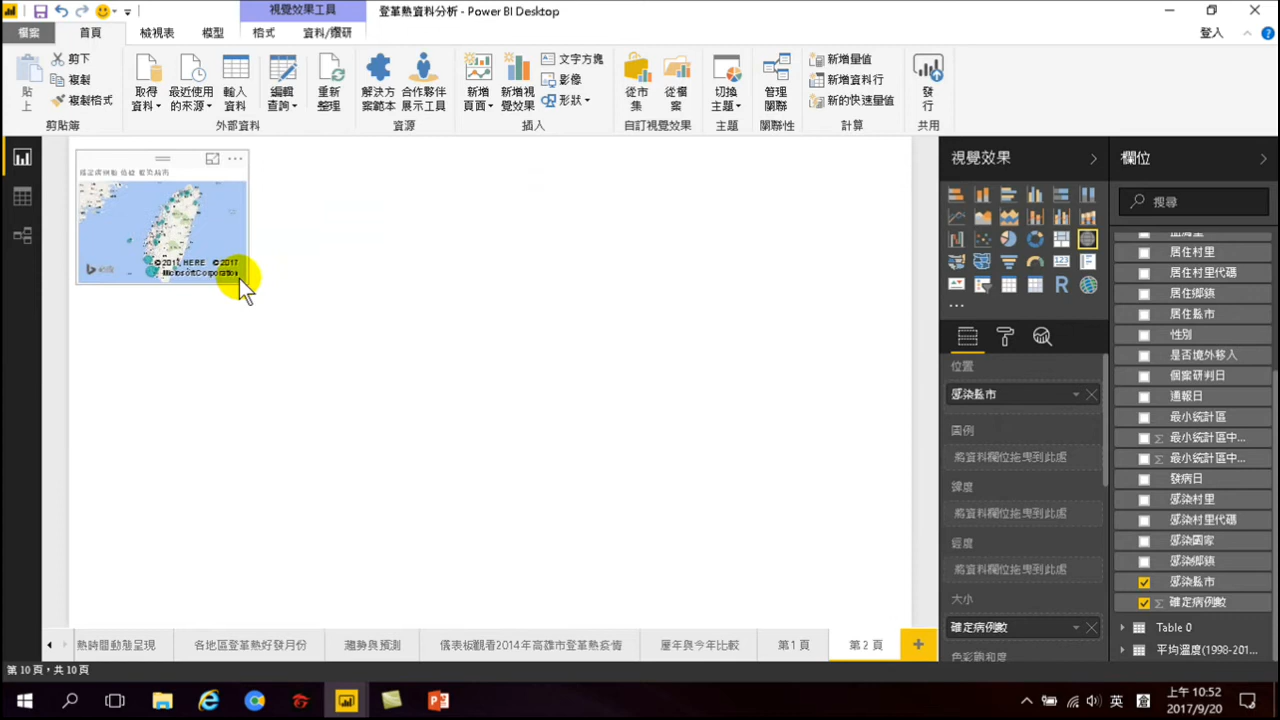 視覺效果工具
登革熱資料分析 - Power BI Desktop
檔案
首頁
檢視表
模型
格式
資料/鑽研
登入
貼上
剪下
複製
複製格式
剪貼簿
取得資料
最近使用的來源
輸入資料
編輯查詢
重新整理
外部資料
解決方案範本
合作夥伴展示工具
資源
新增頁面
新增視覺效果
文字方塊
影像
形狀
插入
從市集
從檔案
自訂視覺效果
切換主題
主題
管理關聯
關聯性
新增量值
新增資料行
新的快速量值
計算
發行
共用
© 2017 HERE © 2017
Microsoft Corporation
視覺效果
位置
感染縣市
圖例
將資料欄位拖曳到此處
緯度
將資料欄位拖曳到此處
經度
將資料欄位拖曳到此處
大小
確定病例數
色彩飽和度
欄位
搜尋
居住村里
居住村里代碼
居住鄉鎮
居住縣市
性別
是否境外移入
個案研判日
通報日
最小統計區
最小統計區中...
最小統計區中...
發病日
感染村里
感染村里代碼
感染國家
感染鄉鎮
感染縣市
確定病例數
Table 0
平均溫度(1998-201...
熱時間動態呈現
各地區登革熱好發月份
趨勢與預測
儀表板觀看2014年高雄市登革熱疫情
歷年與今年比較
第 1 頁
第 2 頁
第 10 頁，共 10 頁
英
上午 10:52
2017/9/20